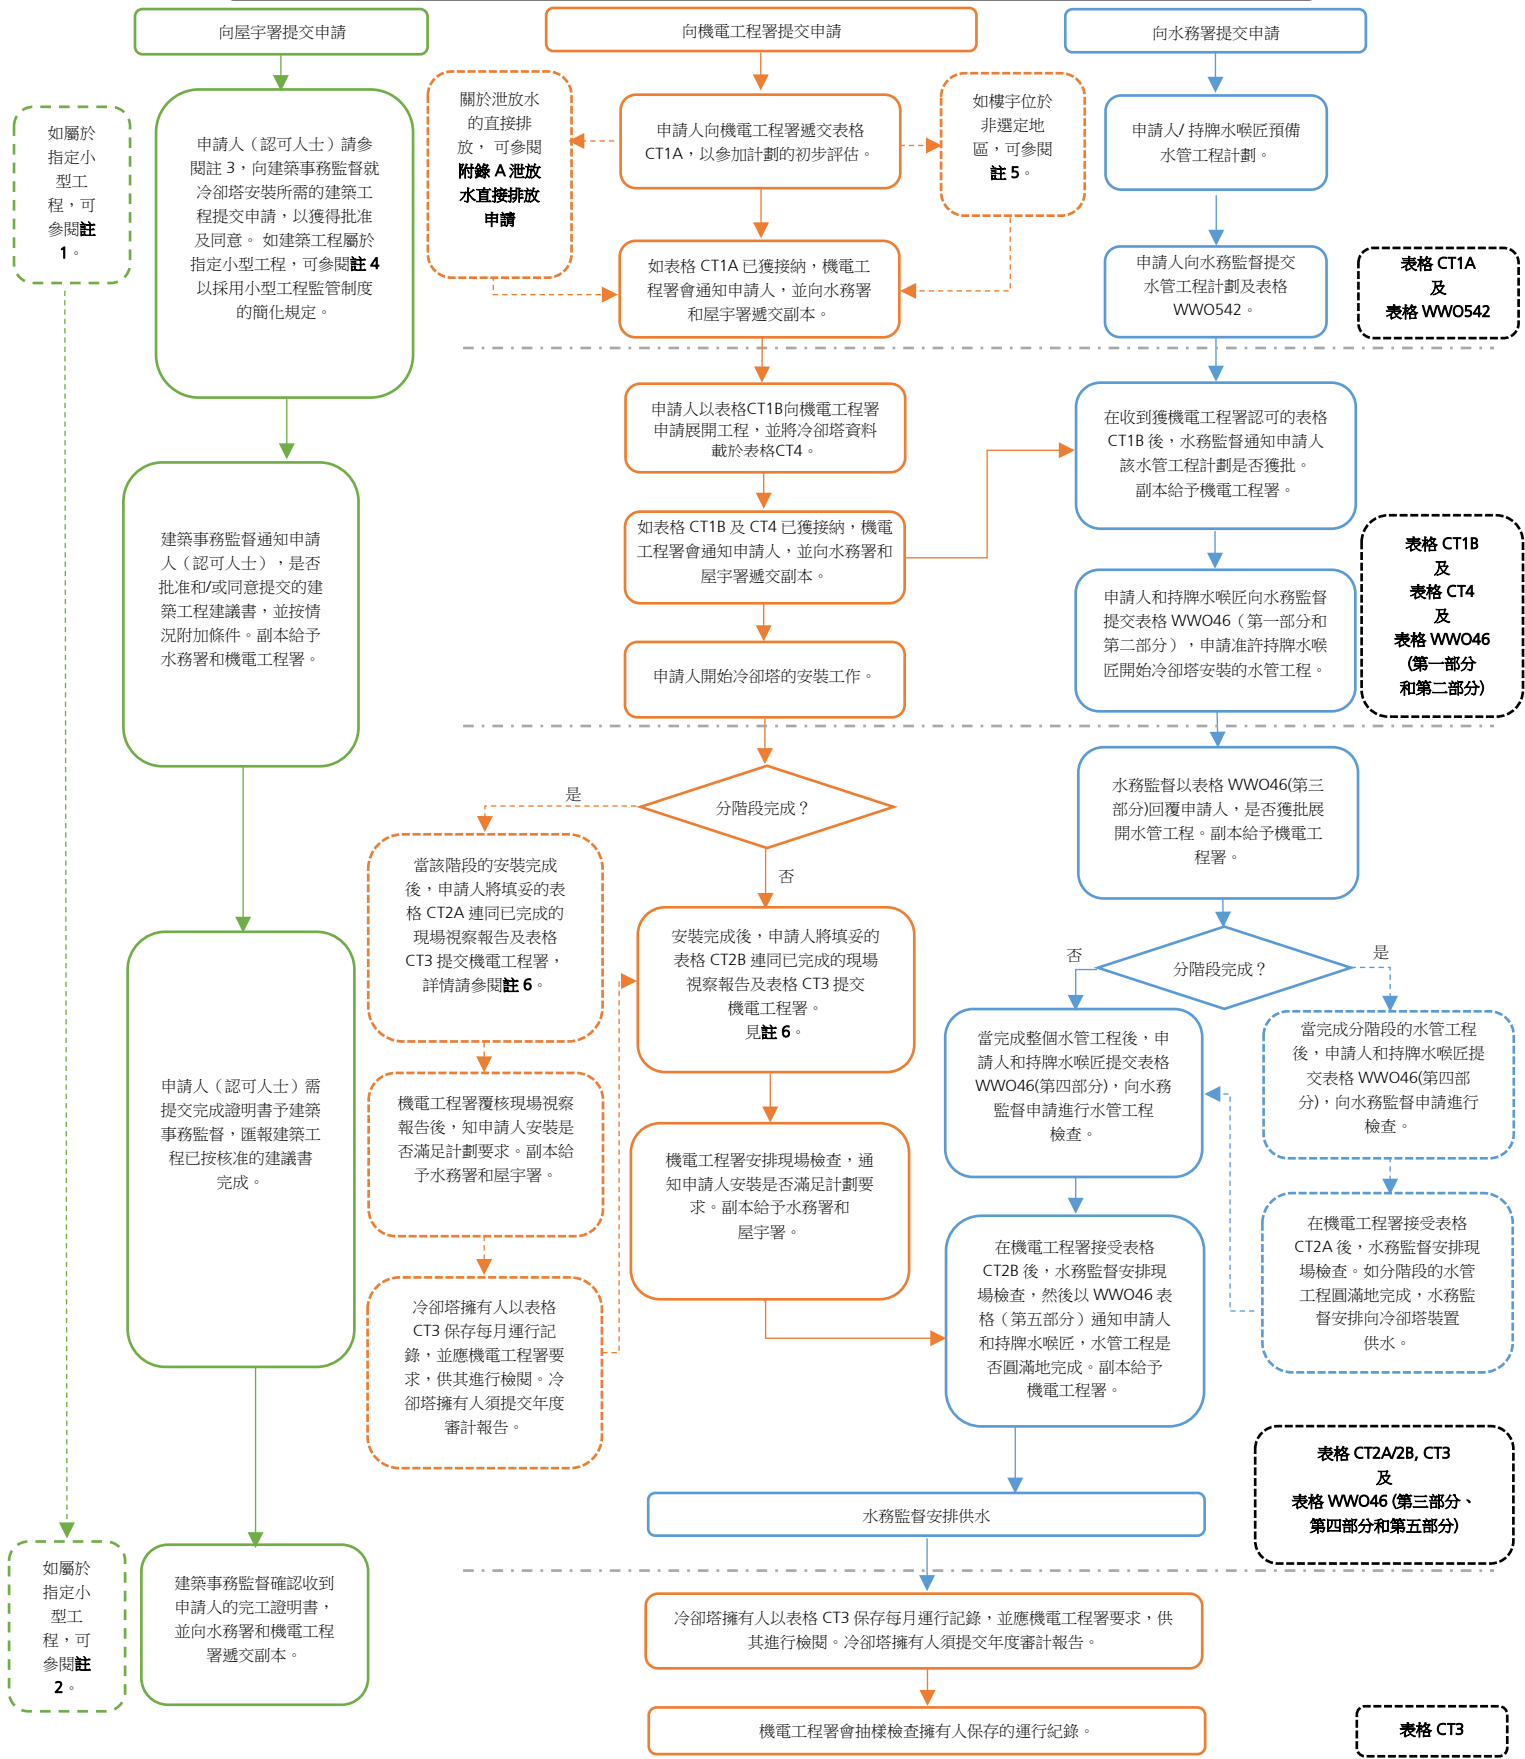 向屋宇署提交申請
向機電工程署提交申請
向水務署提交申請
如屬於
指定小
型工
程，可
參閱註
1。
申請人（認可人士）請參
閱註 3，向建築事務監督就
冷卻塔安裝所需的建築工
程提交申請，以獲得批准
及同意。 如建築工程屬於
指定小型工程，可參閱註 4
以採用小型工程監管制度
的簡化規定。
關於泄放水
的直接排
放， 可參閱
附錄 A 泄放
水直接排放
申請
申請人向機電工程署遞交表格
CT1A，以參加計劃的初步評估。
如樓宇位於
非選定地
區，可參閱
註 5。
申請人/ 持牌水喉匠預備
水管工程計劃。
如表格 CT1A 已獲接納，機電工
程署會通知申請人，並向水務署
和屋宇署遞交副本。
申請人向水務監督提交
水管工程計劃及表格
WWO542。
表格 CT1A
及
表格 WWO542
申請人以表格CT1B向機電工程署
申請展開工程，並將冷卻塔資料
載於表格CT4。
在收到獲機電工程署認可的表格
CT1B 後，水務監督通知申請人
該水管工程計劃是否獲批。
副本給予機電工程署。
建築事務監督通知申請
人（認可人士），是否
批准和/或同意提交的建
築工程建議書，並按情
況附加條件。副本給予
水務署和機電工程署。
如表格 CT1B 及 CT4 已獲接納，機電
工程署會通知申請人，並向水務署和
屋宇署遞交副本。
申請人和持牌水喉匠向水務監督
提交表格 WWO46（第一部分和
第二部分），申請准許持牌水喉
匠開始冷卻塔安裝的水管工程。
表格 CT1B
及
表格 CT4
及
表格 WWO46
(第一部分
和第二部分)
申請人開始冷卻塔的安裝工作。
是
分階段完成？
否
水務監督以表格 WWO46(第三
部分)回覆申請人，是否獲批展
開水管工程。副本給予機電工
程署。
當該階段的安裝完成
後，申請人將填妥的表
格 CT2A 連同已完成的
現場視察報告及表格
CT3 提交機電工程署，
詳情請參閱註 6。
安裝完成後，申請人將填妥的
表格 CT2B 連同已完成的現場
視察報告及表格 CT3 提交
機電工程署。
見註 6。
否
分階段完成？
是
當完成整個水管工程後，申
請人和持牌水喉匠提交表格
WWO46(第四部分)，向水務
監督申請進行水管工程
檢查。
當完成分階段的水管工程
後，申請人和持牌水喉匠提
交表格 WWO46(第四部
分)，向水務監督申請進行
檢查。
申請人（認可人士）需
提交完成證明書予建築
事務監督，匯報建築工
程已按核准的建議書
完成。
機電工程署覆核現場視察
報告後，知申請人安裝是
否滿足計劃要求。副本給
予水務署和屋宇署。
機電工程署安排現場檢查，通
知申請人安裝是否滿足計劃要
求。副本給予水務署和
屋宇署。
在機電工程署接受表格
CT2B 後，水務監督安排現
場檢查，然後以 WWO46 表
格（第五部分）通知申請人
和持牌水喉匠，水管工程是
否圓滿地完成。副本給予
機電工程署。
在機電工程署接受表格
CT2A 後，水務監督安排現
場檢查。如分階段的水管
工程圓滿地完成，水務監
督安排向冷卻塔裝置
供水。
冷卻塔擁有人以表格
CT3 保存每月運行記
錄，並應機電工程署要
求，供其進行檢閱。冷
卻塔擁有人須提交年度
審計報告。
表格 CT2A/2B, CT3
及
表格 WWO46 (第三部分、
第四部分和第五部分)
水務監督安排供水
如屬於
指定小
型工
程，可
參閱註
2。
建築事務監督確認收到
申請人的完工證明書，
並向水務署和機電工程
署遞交副本。
冷卻塔擁有人以表格 CT3 保存每月運行記錄，並應機電工程署要求，供
其進行檢閱。冷卻塔擁有人須提交年度審計報告。
機電工程署會抽樣檢查擁有人保存的運行紀錄。
表格 CT3